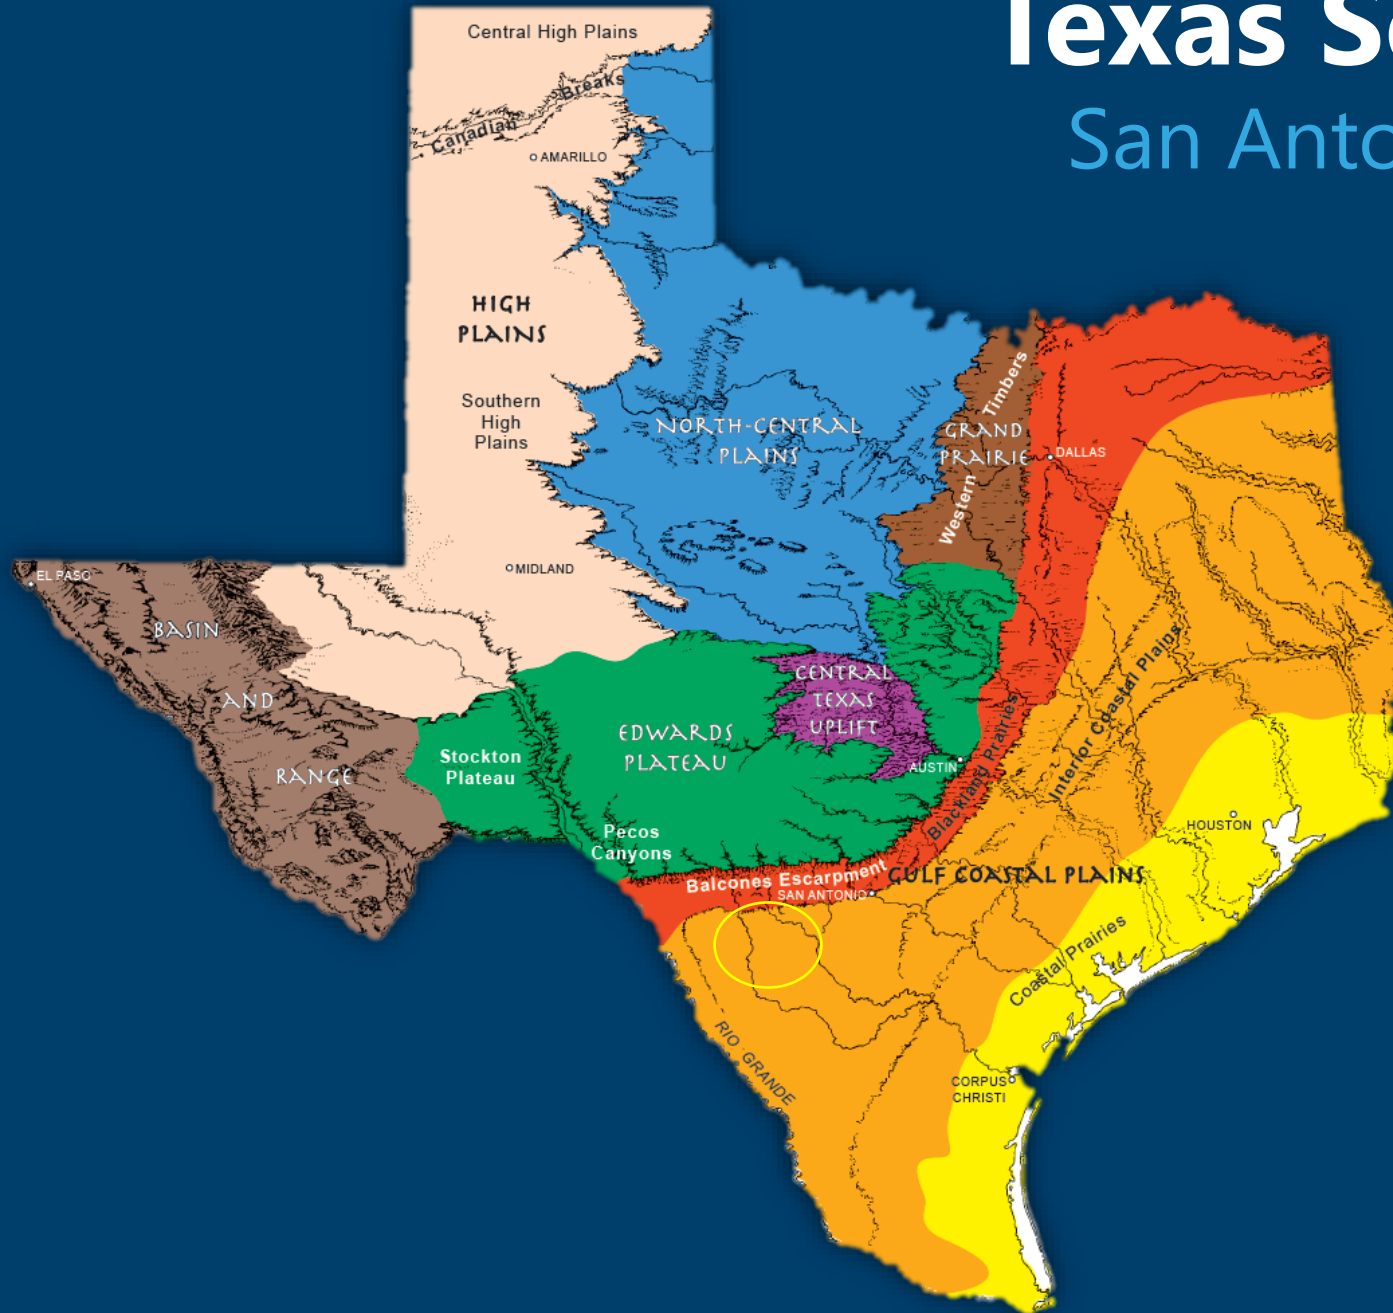 Texas
San
Central High Plains
Canadian Breaks
AMARILLO
HIGH
PLAINS
Southern
High
Plains
NORTH-CENTRAL
PLAINS
Western Timbers
GRAND
PRAIRIE
DALLAS
MIDLAND
EL PASO
BASIN
AND
RANGE
CENTRAL
TEXAS
UPLIFT
EDWARDS
PLATEAU
Stockton
Plateau
AUSTIN
Blackland Prairies
Interior Coastal Plains
Pecos
Canyons
HOUSTON
Balcones Escarpment
GULF COASTAL PLAINS
SAN ANTONIO
Coastal Prairies
RIO GRANDE
CORPUS
CHRISTI